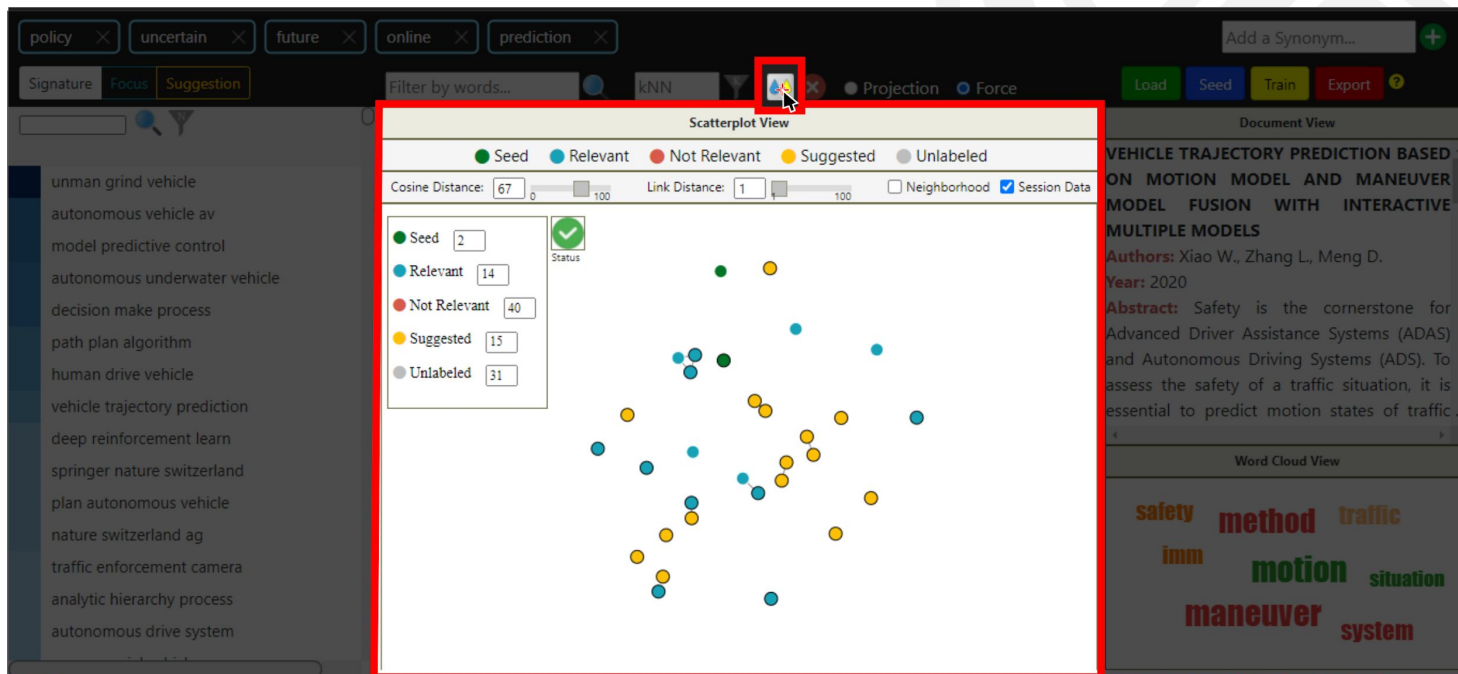 policy × uncertain × future × online × prediction ×
Add a Synonym...
Signature Focus Suggestion
Filter by words...
kNN
Projection Force
Load Seed Train Export ?
Scatterplot View
Document View
Seed Relevant Not Relevant Suggested Unlabeled
Cosine Distance: 67 0 100 Link Distance: 1 1 100 Neighborhood Session Data
Seed 2
Relevant 14
Not Relevant 40
Suggested 15
Unlabeled 31
Status
unman grind vehicle
autonomous vehicle av
model predictive control
autonomous underwater vehicle
decision make process
path plan algorithm
human drive vehicle
vehicle trajectory prediction
deep reinforcement learn
springer nature switzerland
plan autonomous vehicle
nature switzerland ag
traffic enforcement camera
analytic hierarchy process
autonomous drive system
VEHICLE TRAJECTORY PREDICTION BASED
ON MOTION MODEL AND MANEUVER
MODEL FUSION WITH INTERACTIVE
MULTIPLE MODELS
Authors: Xiao W., Zhang L., Meng D.
Year: 2020
Abstract: Safety is the cornerstone for
Advanced Driver Assistance Systems (ADAS)
and Autonomous Driving Systems (ADS). To
assess the safety of a traffic situation, it is
essential to predict motion states of traffic
Word Cloud View
safety method traffic
imm motion situation
maneuver system